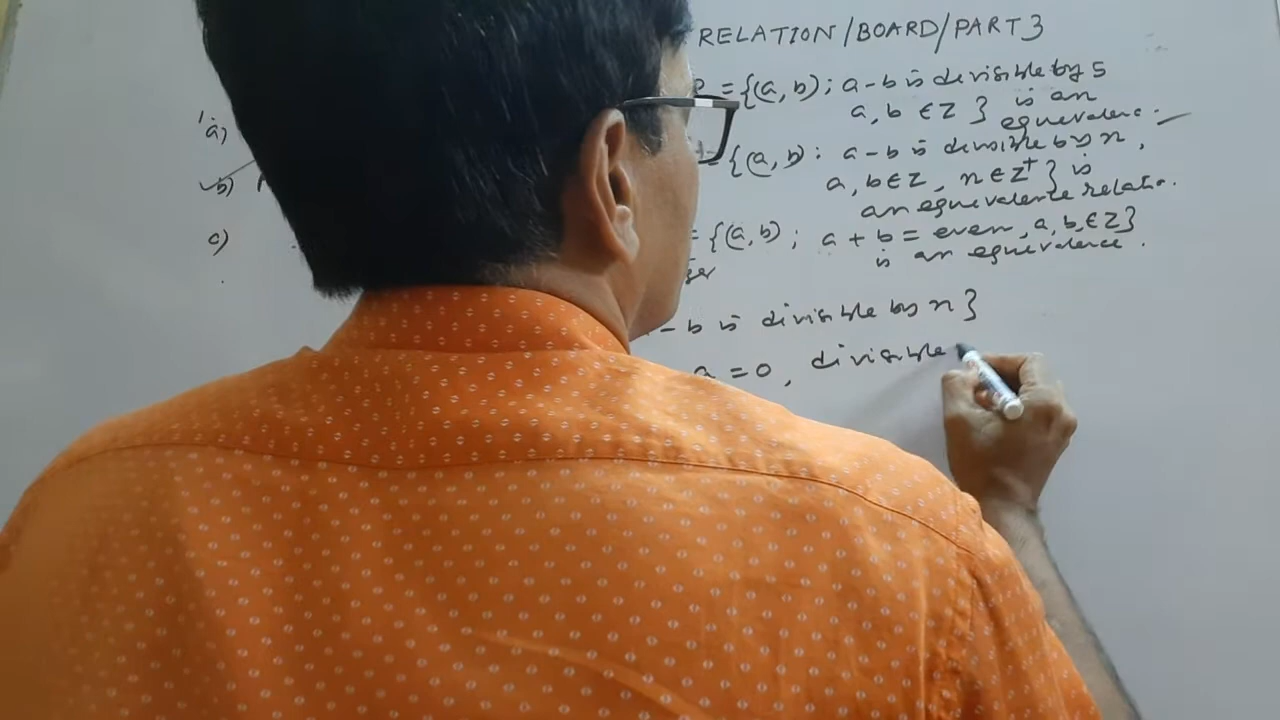 RELATION/BOARD/PART 3
1. a) = {(a, b); a - b is divisible by 5
a, b ∈ Z } is an
equivalence.
b) = {(a, b): a - b is divisible by n,
a, b ∈ Z, n ∈ Z⁺ } is
an equivalence relation.
c) = {(a, b); a + b = even, a, b, ∈ Z}
is an equivalence.
- b is divisible by n }
a = 0, divisible